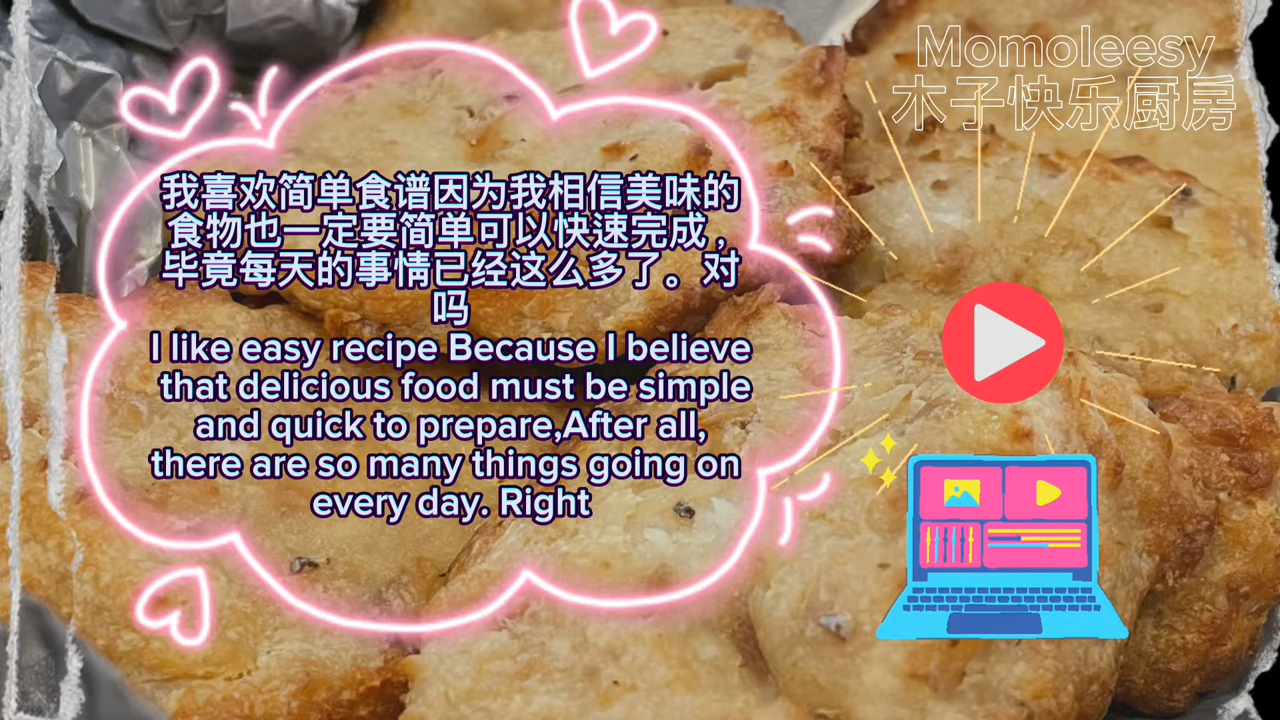 Momoleesy
木子快乐厨房
我喜欢简单食谱因为我相信美味的
食物也一定要简单可以快速完成，
毕竟每天的事情已经这么多了。对
吗
I like easy recipe Because I believe
that delicious food must be simple
and quick to prepare,After all,
there are so many things going on
every day. Right